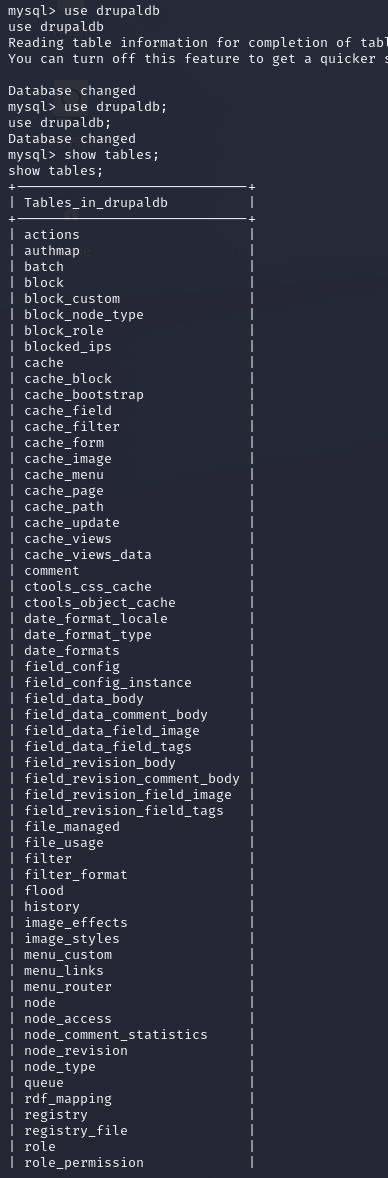 mysql> use drupaldb
use drupaldb
Reading table information for completion of tabl
You can turn off this feature to get a quicker s

Database changed
mysql> use drupaldb;
use drupaldb;
Database changed
mysql> show tables;
show tables;
+-----------------------------+
| Tables_in_drupaldb          |
+-----------------------------+
| actions                     |
| authmap                     |
| batch                       |
| block                       |
| block_custom                |
| block_node_type             |
| block_role                  |
| blocked_ips                 |
| cache                       |
| cache_block                 |
| cache_bootstrap             |
| cache_field                 |
| cache_filter                |
| cache_form                  |
| cache_image                 |
| cache_menu                  |
| cache_page                  |
| cache_path                  |
| cache_update                |
| cache_views                 |
| cache_views_data            |
| comment                     |
| ctools_css_cache            |
| ctools_object_cache         |
| date_format_locale          |
| date_format_type            |
| date_formats                |
| field_config                |
| field_config_instance       |
| field_data_body             |
| field_data_comment_body     |
| field_data_field_image      |
| field_data_field_tags       |
| field_revision_body         |
| field_revision_comment_body |
| field_revision_field_image  |
| field_revision_field_tags   |
| file_managed                |
| file_usage                  |
| filter                      |
| filter_format               |
| flood                       |
| history                     |
| image_effects               |
| image_styles                |
| menu_custom                 |
| menu_links                  |
| menu_router                 |
| node                        |
| node_access                 |
| node_comment_statistics     |
| node_revision               |
| node_type                   |
| queue                       |
| rdf_mapping                 |
| registry                    |
| registry_file               |
| role                        |
| role_permission             |